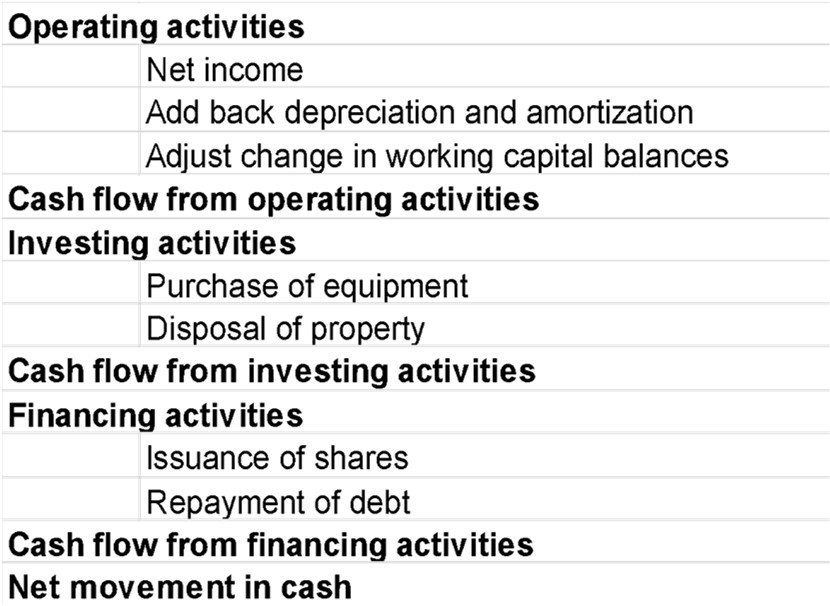 Operating activities
Net income
Add back depreciation and amortization
Adjust change in working capital balances
Cash flow from operating activities
Investing activities
Purchase of equipment
Disposal of property
Cash flow from investing activities
Financing activities
Issuance of shares
Repayment of debt
Cash flow from financing activities
Net movement in cash